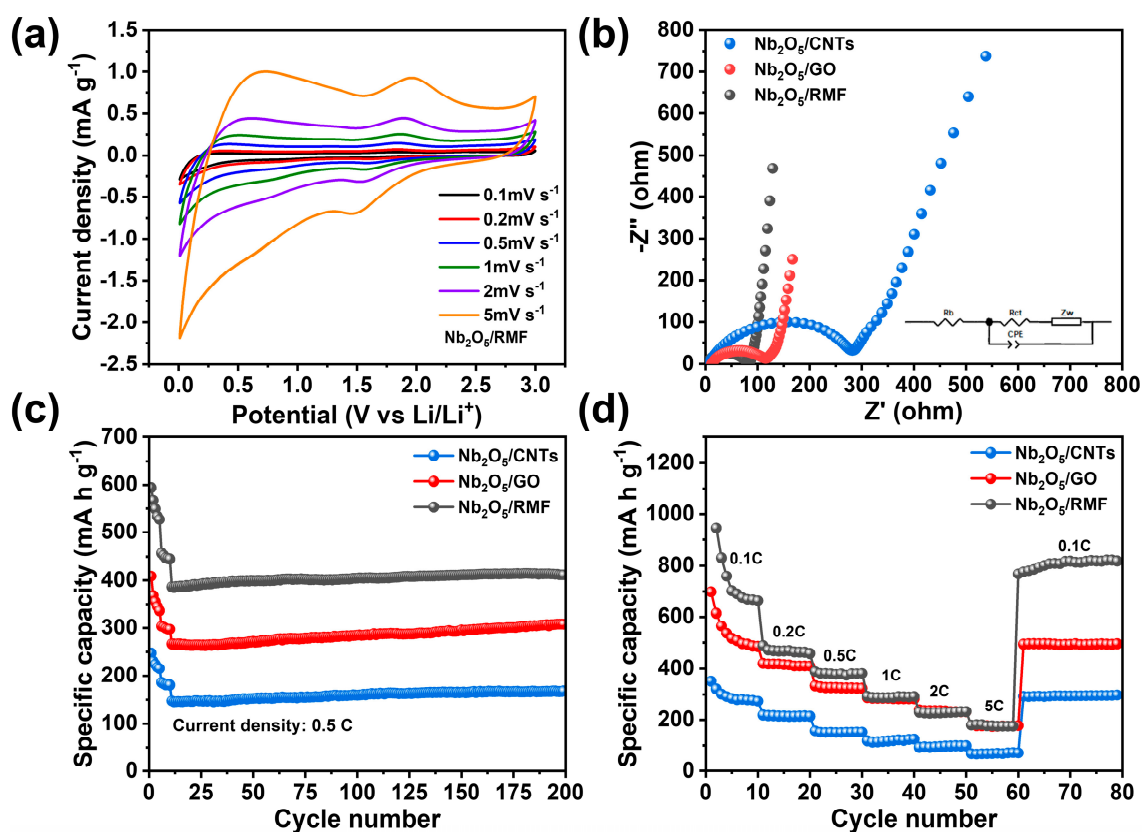 (a)
Current density (mA g⁻¹)
1.0
0.5
0.0
-0.5
-1.0
-1.5
-2.0
-2.5
0.0 0.5 1.0 1.5 2.0 2.5 3.0
Potential (V vs Li/Li⁺)
0.1mV s⁻¹
0.2mV s⁻¹
0.5mV s⁻¹
1mV s⁻¹
2mV s⁻¹
5mV s⁻¹
Nb₂O₅/RMF
(b)
-Z'' (ohm)
800
700
600
500
400
300
200
100
0
0 100 200 300 400 500 600 700 800
Z' (ohm)
Nb₂O₅/CNTs
Nb₂O₅/GO
Nb₂O₅/RMF
Rb Rct Zw
CPE
(c)
Specific capacity (mA h g⁻¹)
700
600
500
400
300
200
100
0
0 25 50 75 100 125 150 175 200
Cycle number
Nb₂O₅/CNTs
Nb₂O₅/GO
Nb₂O₅/RMF
Current density: 0.5 C
(d)
Specific capacity (mA h g⁻¹)
1200
1000
800
600
400
200
0
0 10 20 30 40 50 60 70 80
Cycle number
Nb₂O₅/CNTs
Nb₂O₅/GO
Nb₂O₅/RMF
0.1C
0.2C
0.5C
1C
2C
5C
0.1C